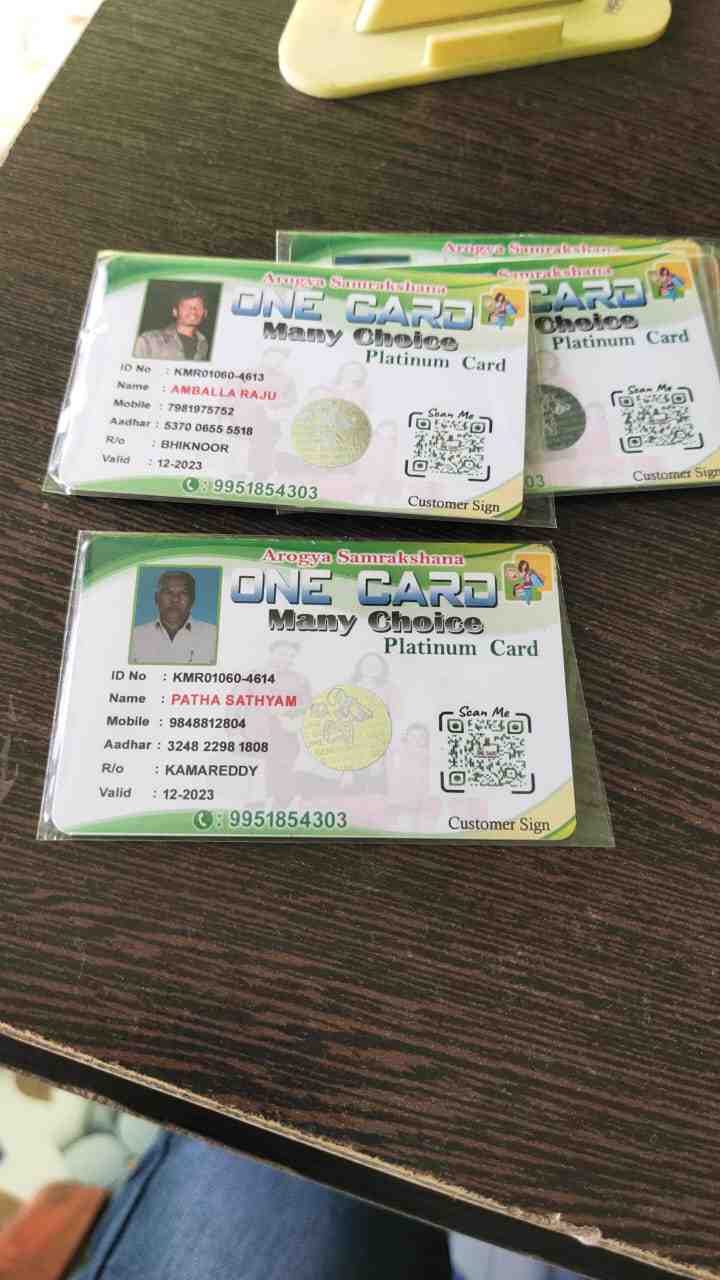 Arogya Samrakshana
ONE CARD
Many Choice
Platinum Card
ID No : KMR01060-4613
Name : AMBALLA RAJU
Mobile : 7981975752
Aadhar : 5370 0655 5518
R/o : BHIKNOOR
Valid : 12-2023
Scan Me
: 9951854303
Customer Sign
Arogya Samrakshana
Samrakshana
CARD
Choice
Platinum Card
Scan Me
03
Customer Sign
Arogya Samrakshana
ONE CARD
Many Choice
Platinum Card
ID No : KMR01060-4614
Name : PATHA SATHYAM
Mobile : 9848812804
Aadhar : 3248 2298 1808
R/o : KAMAREDDY
Valid : 12-2023
Scan Me
: 9951854303
Customer Sign